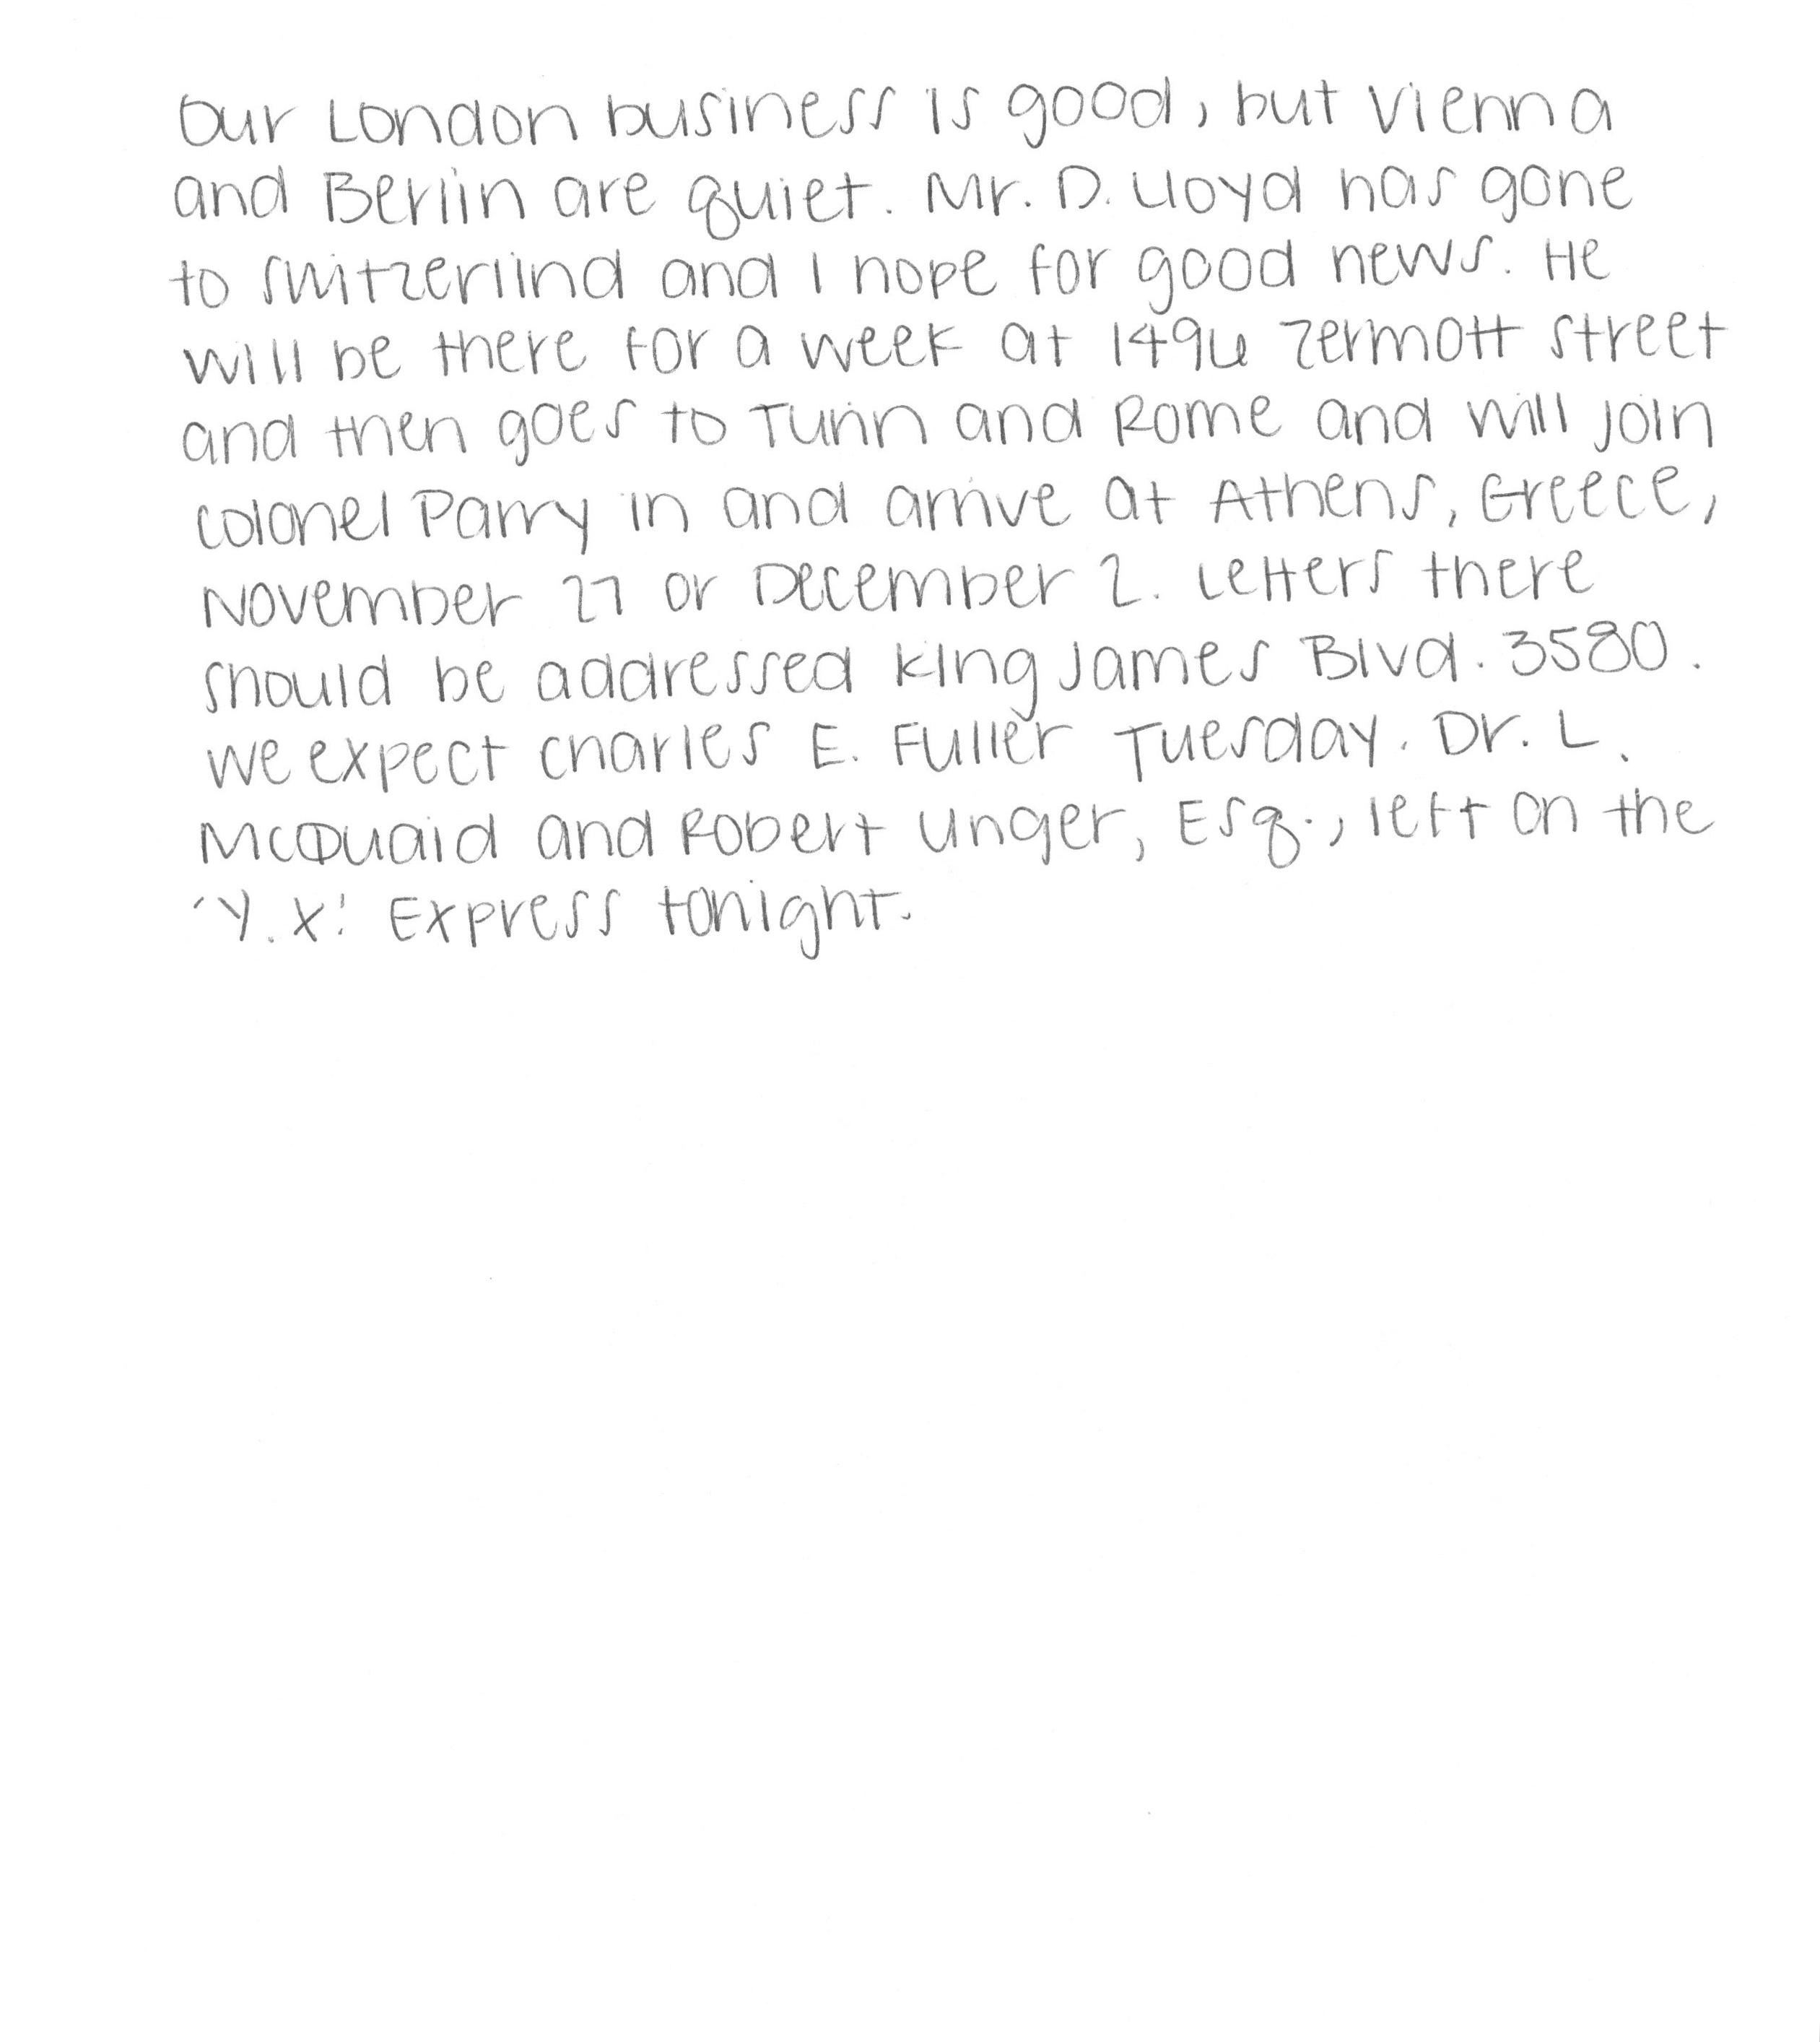 Our London business is good, but Vienna
and Berlin are quiet. Mr. D. Lloyd has gone
to Switzerlind and I hope for good news. He
will be there for a week at 1496 Zermott Street
and then goes to Turin and Rome and will join
Colonel Parry in and arrive at Athens, Greece,
November 27 or December 2. Letters there
should be addressed King James Blvd. 3580.
We expect Charles E. Fuller Tuesday. Dr. L.
McQuaid and Robert Unger, Esq., left on the
'Y.X.' Express tonight.